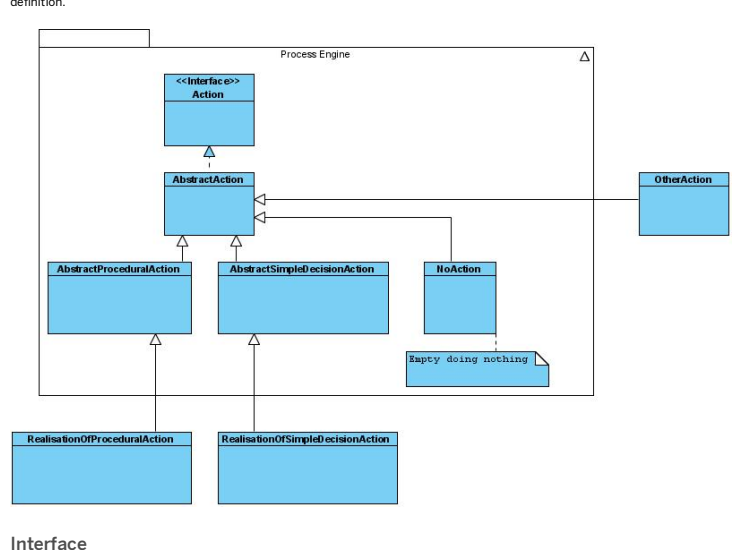 definition.
Process Engine
<<Interface>>
Action
AbstractAction
OtherAction
AbstractProceduralAction
AbstractSimpleDecisionAction
NoAction
Empty doing nothing
RealisationOfProceduralAction
RealisationOfSimpleDecisionAction
Interface